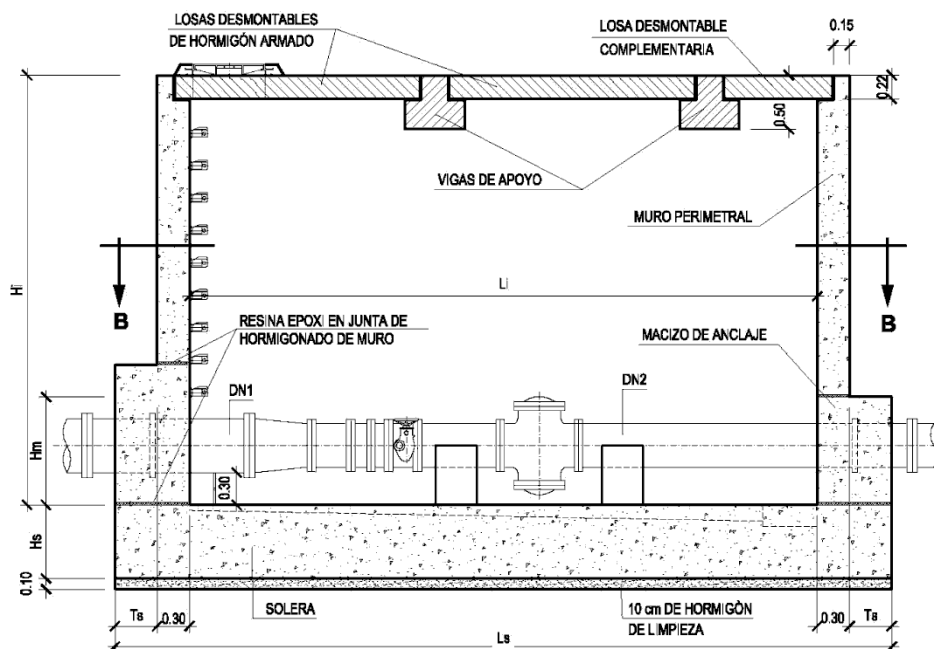 LOSAS DESMONTABLES
DE HORMIGÓN ARMADO
LOSA DESMONTABLE
COMPLEMENTARIA
0.15
0.22
0.50
VIGAS DE APOYO
MURO PERIMETRAL
Hi
Li
B
B
RESINA EPOXI EN JUNTA DE
HORMIGONADO DE MURO
MACIZO DE ANCLAJE
DN1
DN2
Hm
0.30
Hs
0.10
Ts
0.30
SOLERA
10 cm DE HORMIGÒN
DE LIMPIEZA
0.30
Ts
Ls